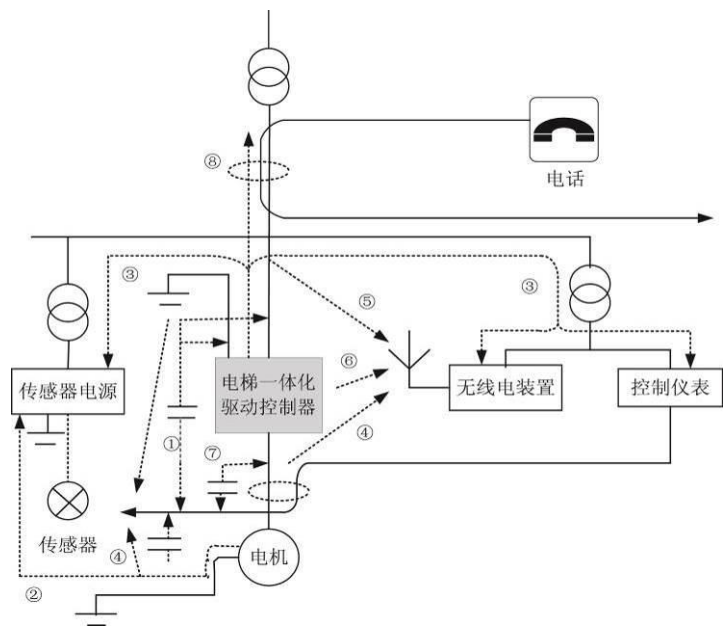 电话
⑧
③
⑤
③
传感器电源
电梯一体化
驱动控制器
⑥
无线电装置
控制仪表
①
⑦
④
传感器
④
电机
②